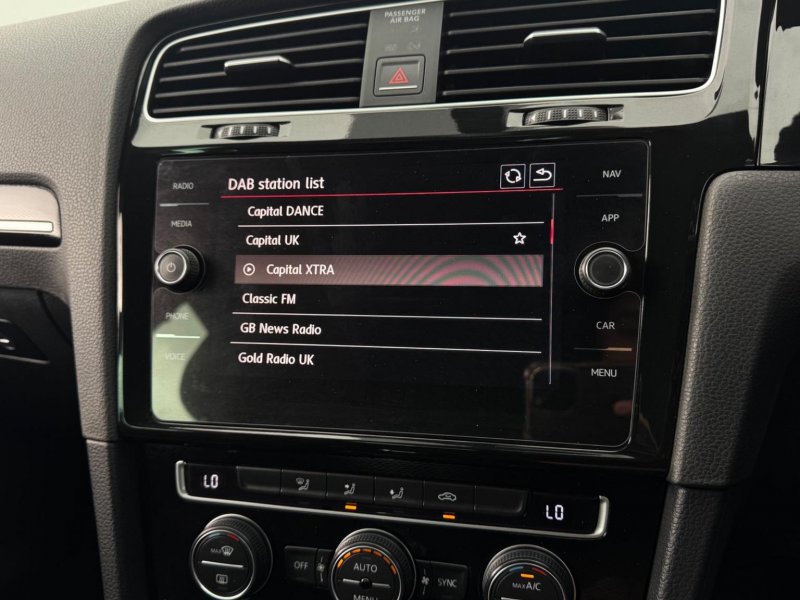 PASSENGER
AIR BAG
RADIO
MEDIA
PHONE
VOICE
DAB station list
Capital DANCE
Capital UK
Capital XTRA
Classic FM
GB News Radio
Gold Radio UK
NAV
APP
CAR
MENU
LO
LO
MAX
OFF
AUTO
MENU
SYNC
MAX A/C